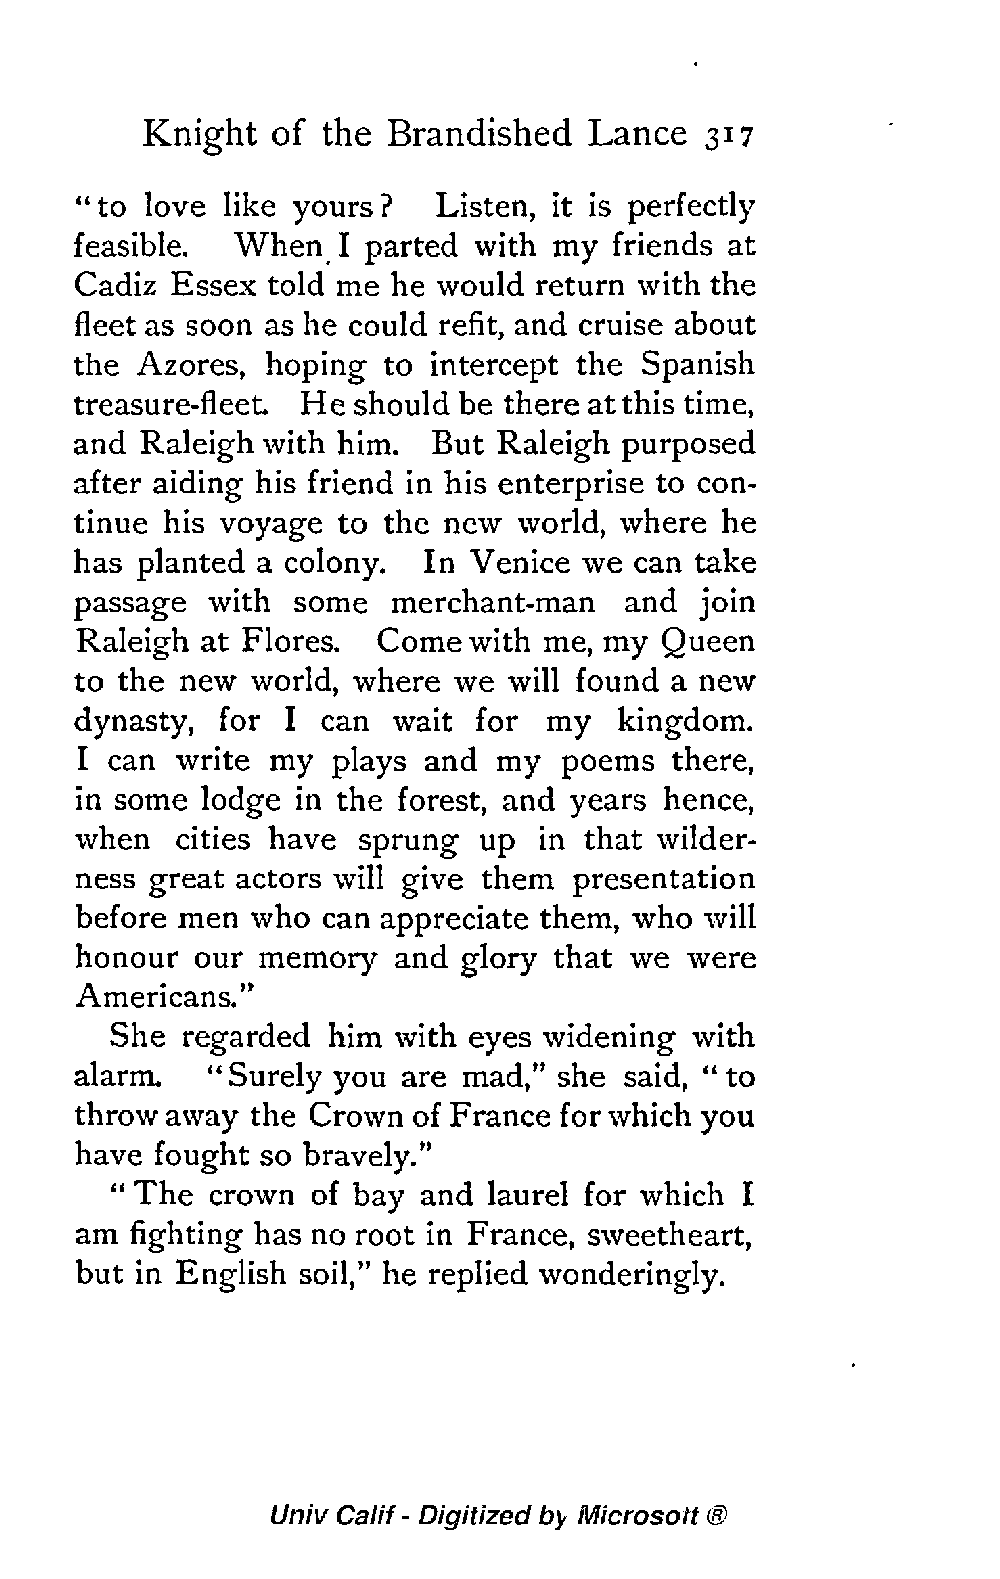 Knight of the Brandished Lance 317
“to love like yours? Listen, it is perfectly
feasible. When I parted with my friends at
Cadiz Essex told me he would return with the
fleet as soon as he could refit, and cruise about
the Azores, hoping to intercept the Spanish
treasure-fleet. He should be there at this time,
and Raleigh with him. But Raleigh purposed
after aiding his friend in his enterprise to con-
tinue his voyage to the new world, where he
has planted a colony. In Venice we can take
passage with some merchant-man and join
Raleigh at Flores. Come with me, my Queen
to the new world, where we will found a new
dynasty, for I can wait for my kingdom.
I can write my plays and my poems there,
in some lodge in the forest, and years hence,
when cities have sprung up in that wilder-
ness great actors will give them presentation
before men who can appreciate them, who will
honour our memory and glory that we were
Americans.”
She regarded him with eyes widening with
alarm. “Surely you are mad,” she said, “to
throw away the Crown of France for which you
have fought so bravely.”
“The crown of bay and laurel for which I
am fighting has no root in France, sweetheart,
but in English soil,” he replied wonderingly.
Univ Calif - Digitized by Microsoft ®